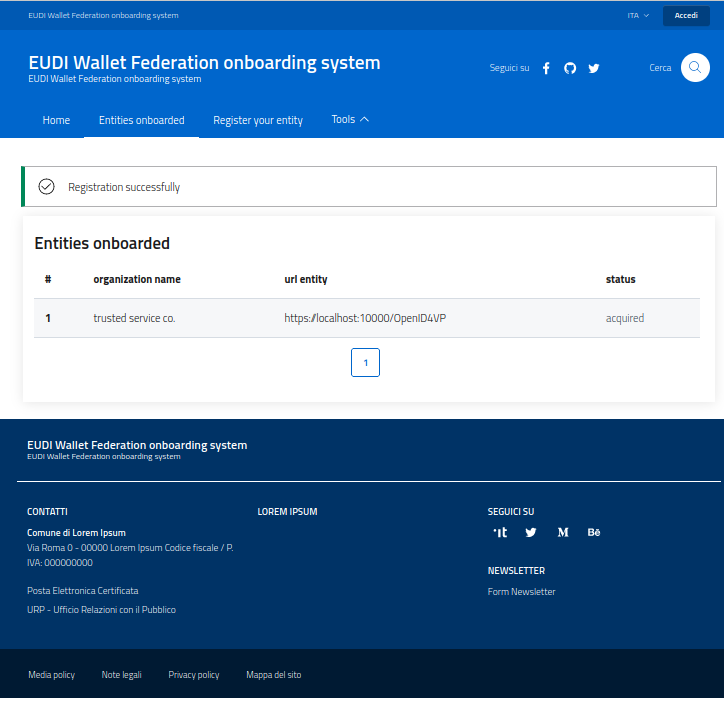 EUDI Wallet Federation onboarding system
ITA
Accedi
EUDI Wallet Federation onboarding system
EUDI Wallet Federation onboarding system
Seguici su
Cerca
Home
Entities onboarded
Register your entity
Tools
Registration successfully
Entities onboarded
# organization name url entity status
1 trusted service co. https://localhost:10000/OpenID4VP acquired
1
EUDI Wallet Federation onboarding system
EUDI Wallet Federation onboarding system
CONTATTI
Comune di Lorem Ipsum
Via Roma 0 - 00000 Lorem Ipsum Codice fiscale / P.
IVA: 000000000
Posta Elettronica Certificata
URP - Ufficio Relazioni con il Pubblico
LOREM IPSUM
SEGUICI SU
NEWSLETTER
Form Newsletter
Media policy
Note legali
Privacy policy
Mappa del sito